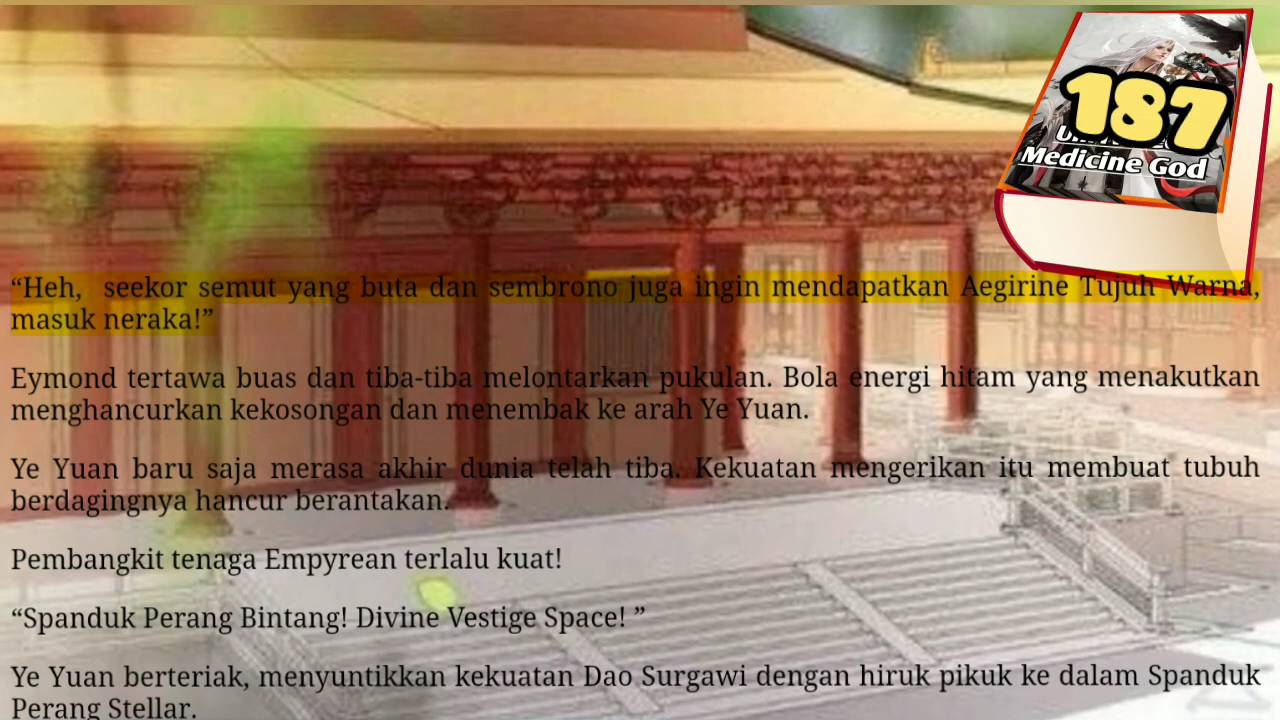 187
Medicine God
“Heh, seekor semut yang buta dan sembrono juga ingin mendapatkan Aegirine Tujuh Warna,
masuk neraka!”
Eymond tertawa buas dan tiba-tiba melontarkan pukulan. Bola energi hitam yang menakutkan
menghancurkan kekosongan dan menembak ke arah Ye Yuan.
Ye Yuan baru saja merasa akhir dunia telah tiba. Kekuatan mengerikan itu membuat tubuh
berdagingnya hancur berantakan.
Pembangkit tenaga Empyrean terlalu kuat!
“Spanduk Perang Bintang! Divine Vestige Space! ”
Ye Yuan berteriak, menyuntikkan kekuatan Dao Surgawi dengan hiruk pikuk ke dalam Spanduk
Perang Stellar.